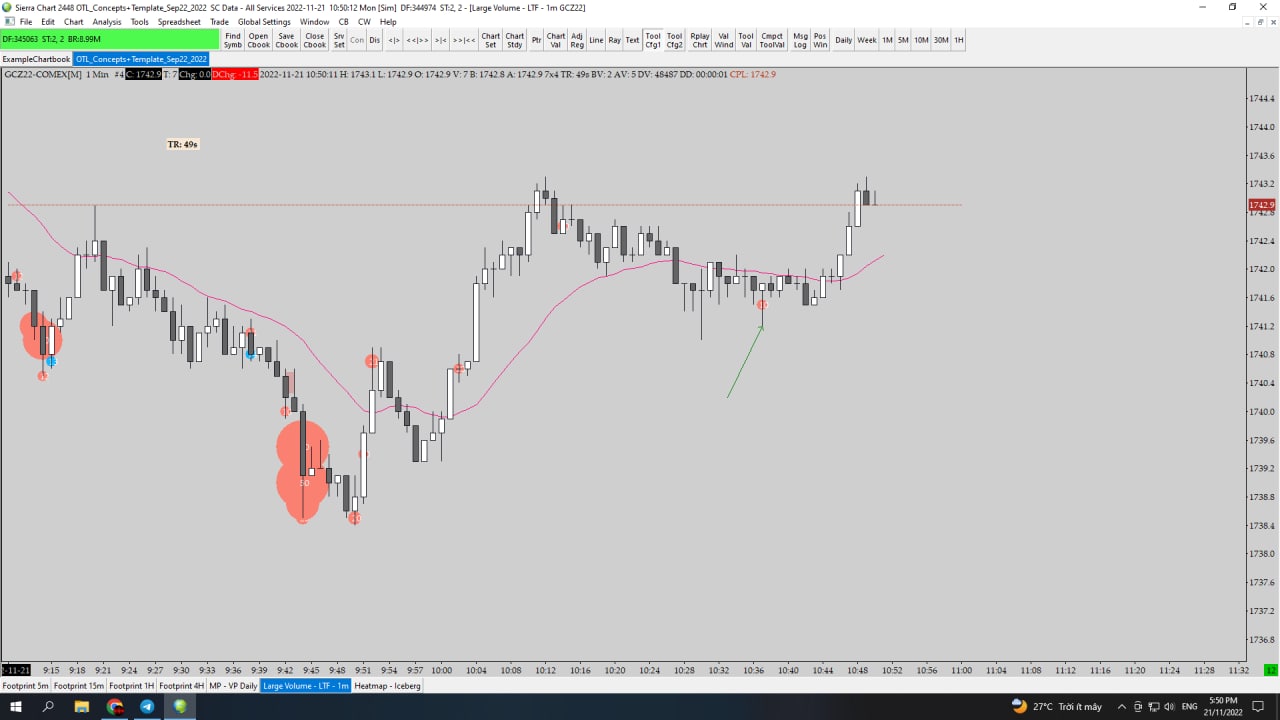 Sierra Chart 2448 OTL_Concepts+Template_Sep22_2022 SC Data - All Services 2022-11-21 10:50:12 Mon [Sim] DF:344974 ST:2, 2 - [Large Volume - LTF - 1m GCZ22]
File Edit Chart Analysis Tools Spreadsheet Trade Global Settings Window CB CW Help
DF:345063 ST:2, 2 BR:8.99M
Find Symb Open Cbook Save Cbook Close Cbook Srv Set Con Dis <|> <<|>> >|< >>|<< Chart Set Chart Stdy Ptr Chart Val Adj Reg Line Ray Text Tool Cfg1 Tool Cfg2 Rplay Chrt Val Wind Tool Val Cmpct ToolVal Msg Log Pos Win Daily Week 1M 5M 10M 30M 1H
ExampleChartbook OTL_Concepts+Template_Sep22_2022
GCZ22-COMEX[M] 1 Min #4 C: 1742.9 T: 7 Chg: 0.0 DChg: -11.5 2022-11-21 10:50:11 H: 1743.1 L: 1742.9 O: 1742.9 V: 7 B: 1742.8 A: 1742.9 7x4 TR: 49s BV: 2 AV: 5 DV: 48487 DD: 00:00:01 CPL: 1742.9
1744.4
1744.0
TR: 49s
1743.6
1743.2
1742.9
1742.8
1742.4
1742.0
1741.6
1741.2
1740.8
1740.4
1740.0
1739.6
1739.2
50
1738.8
1738.4
1738.0
1737.6
1737.2
1736.8
-11-21 9:15 9:18 9:21 9:24 9:27 9:30 9:33 9:36 9:39 9:42 9:45 9:48 9:51 9:54 9:57 10:00 10:04 10:08 10:12 10:16 10:20 10:24 10:28 10:32 10:36 10:40 10:44 10:48 10:52 10:56 11:00 11:04 11:08 11:12 11:16 11:20 11:24 11:28 11:32 12
Footprint 5m Footprint 15m Footprint 1H Footprint 4H MP - VP Daily Large Volume - LTF - 1m Heatmap - Iceberg
27°C Trời ít mây ENG 5:50 PM
21/11/2022